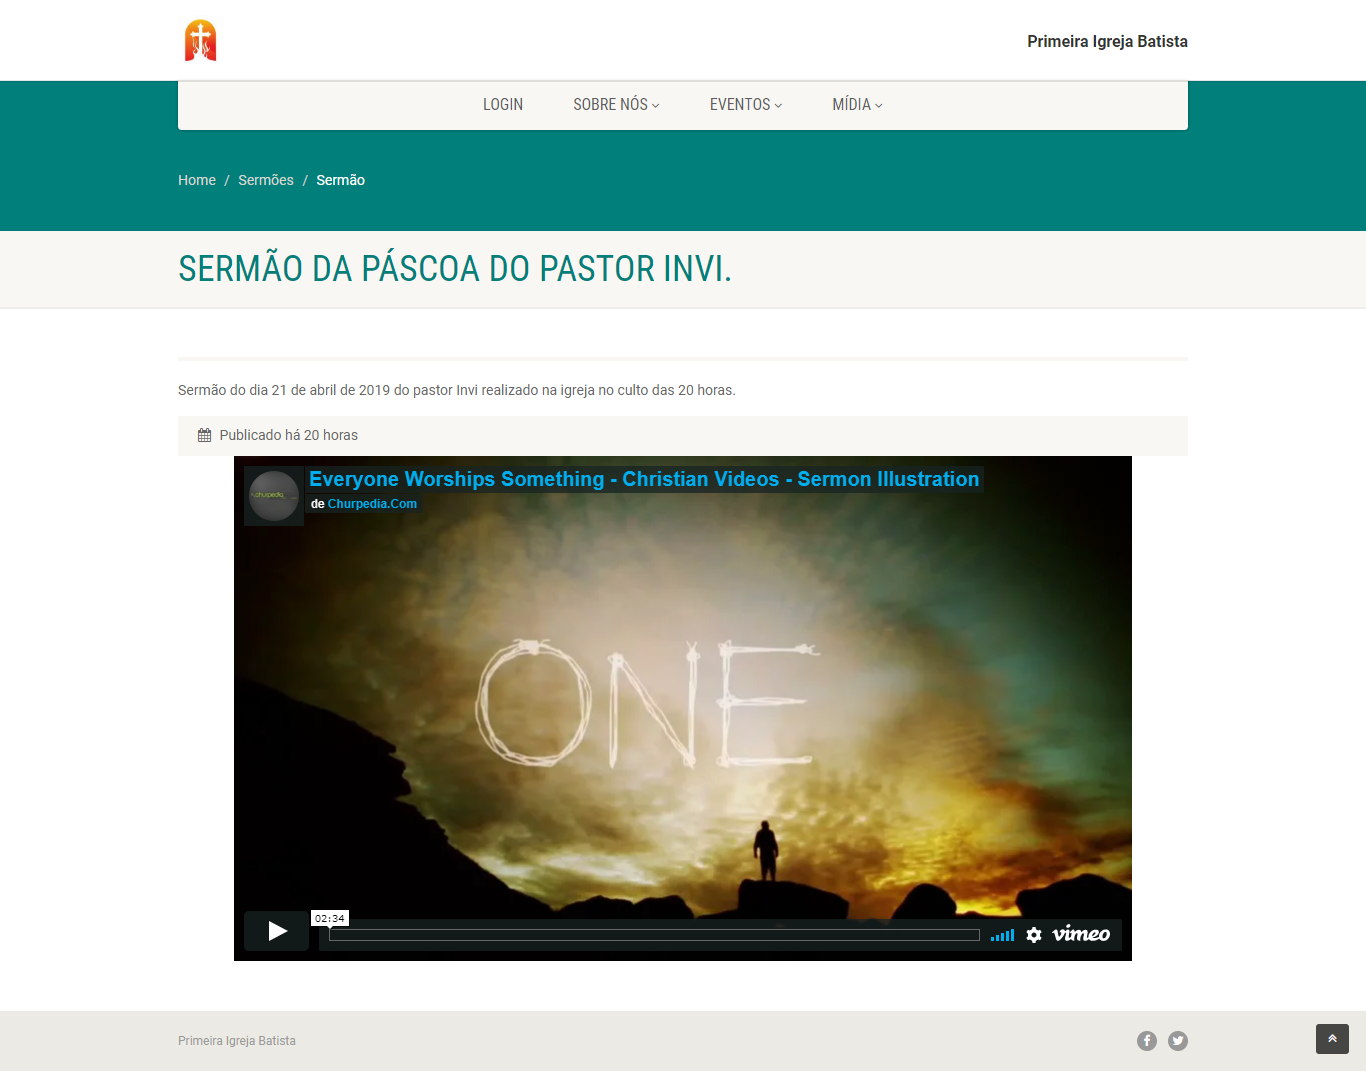 Primeira Igreja Batista
LOGIN SOBRE NÓS EVENTOS MÍDIA
Home / Sermões / Sermão
SERMÃO DA PÁSCOA DO PASTOR INVI.
Sermão do dia 21 de abril de 2019 do pastor Invi realizado na igreja no culto das 20 horas.
Publicado há 20 horas
churpedia
Everyone Worships Something - Christian Videos - Sermon Illustration
de Churpedia.Com
ONE
02:34
vimeo
Primeira Igreja Batista